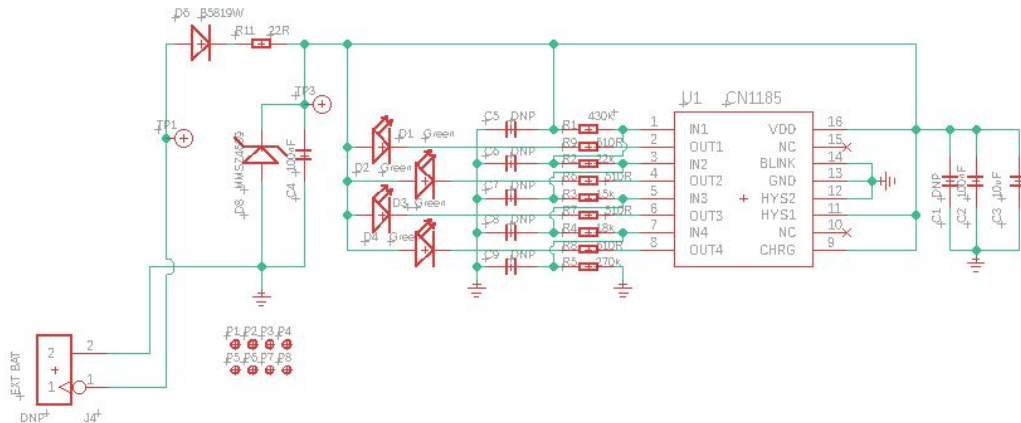 D5 B5819W
R11 22R
TP3
TP1
U1 CN1185
C5 DNP
430k
R1
1 IN1 VDD 16
D1 Green
R9 510R
2 OUT1 NC 15
C6 DNP
R2 22k
3 IN2 BLINK 14
D2 Green
R6 510R
4 OUT2 GND 13
C7 DNP
R3 15k
5 IN3 HYS2 12
D3 Green
R7 510R
6 OUT3 HYS1 11
C8 DNP
R4 18k
7 IN4 NC 10
D4 Green
R8 510R
8 OUT4 CHRG 9
C9 DNP
R5 270k
D8
C4 100nF
C1 DNP
C2 100nF
C3 10uF
P1 P2 P3 P4
P5 P6 P7 P8
EXT BAT
2 2
1 1
DNP J4